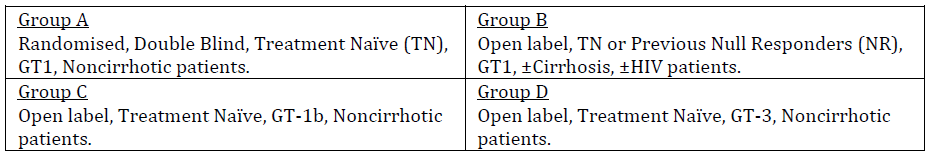 Group A
Randomised, Double Blind, Treatment Naïve (TN),
GT1, Noncirrhotic patients.
Group B
Open label, TN or Previous Null Responders (NR),
GT1, ±Cirrhosis, ±HIV patients.
Group C
Open label, Treatment Naïve, GT-1b, Noncirrhotic
patients.
Group D
Open label, Treatment Naïve, GT-3, Noncirrhotic
patients.